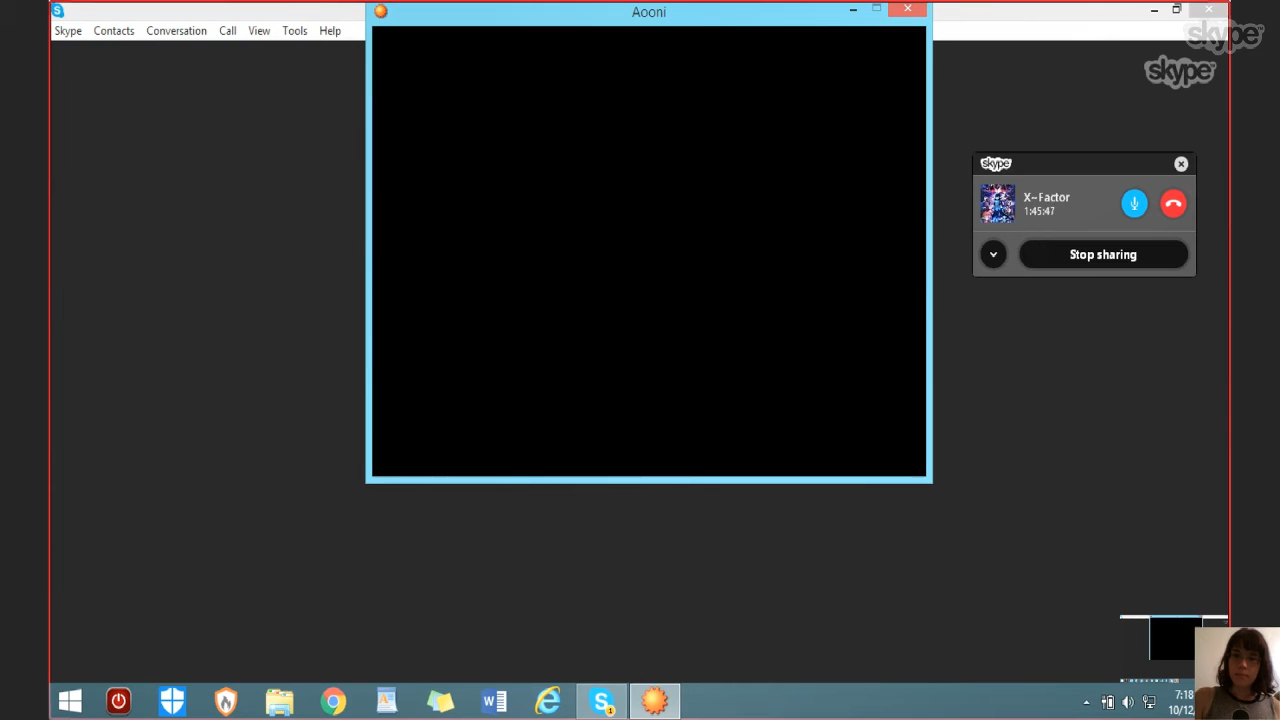 Aooni
Skype Contacts Conversation Call View Tools Help
skype
skype
skype
X~Factor
1:45:47
Stop sharing
7:18
10/12